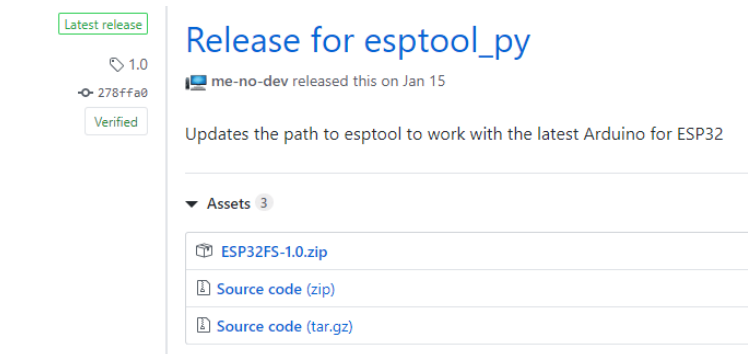 Latest release
1.0
278ffa0
Verified
Release for esptool_py
me-no-dev released this on Jan 15
Updates the path to esptool to work with the latest Arduino for ESP32
Assets 3
ESP32FS-1.0.zip
Source code (zip)
Source code (tar.gz)